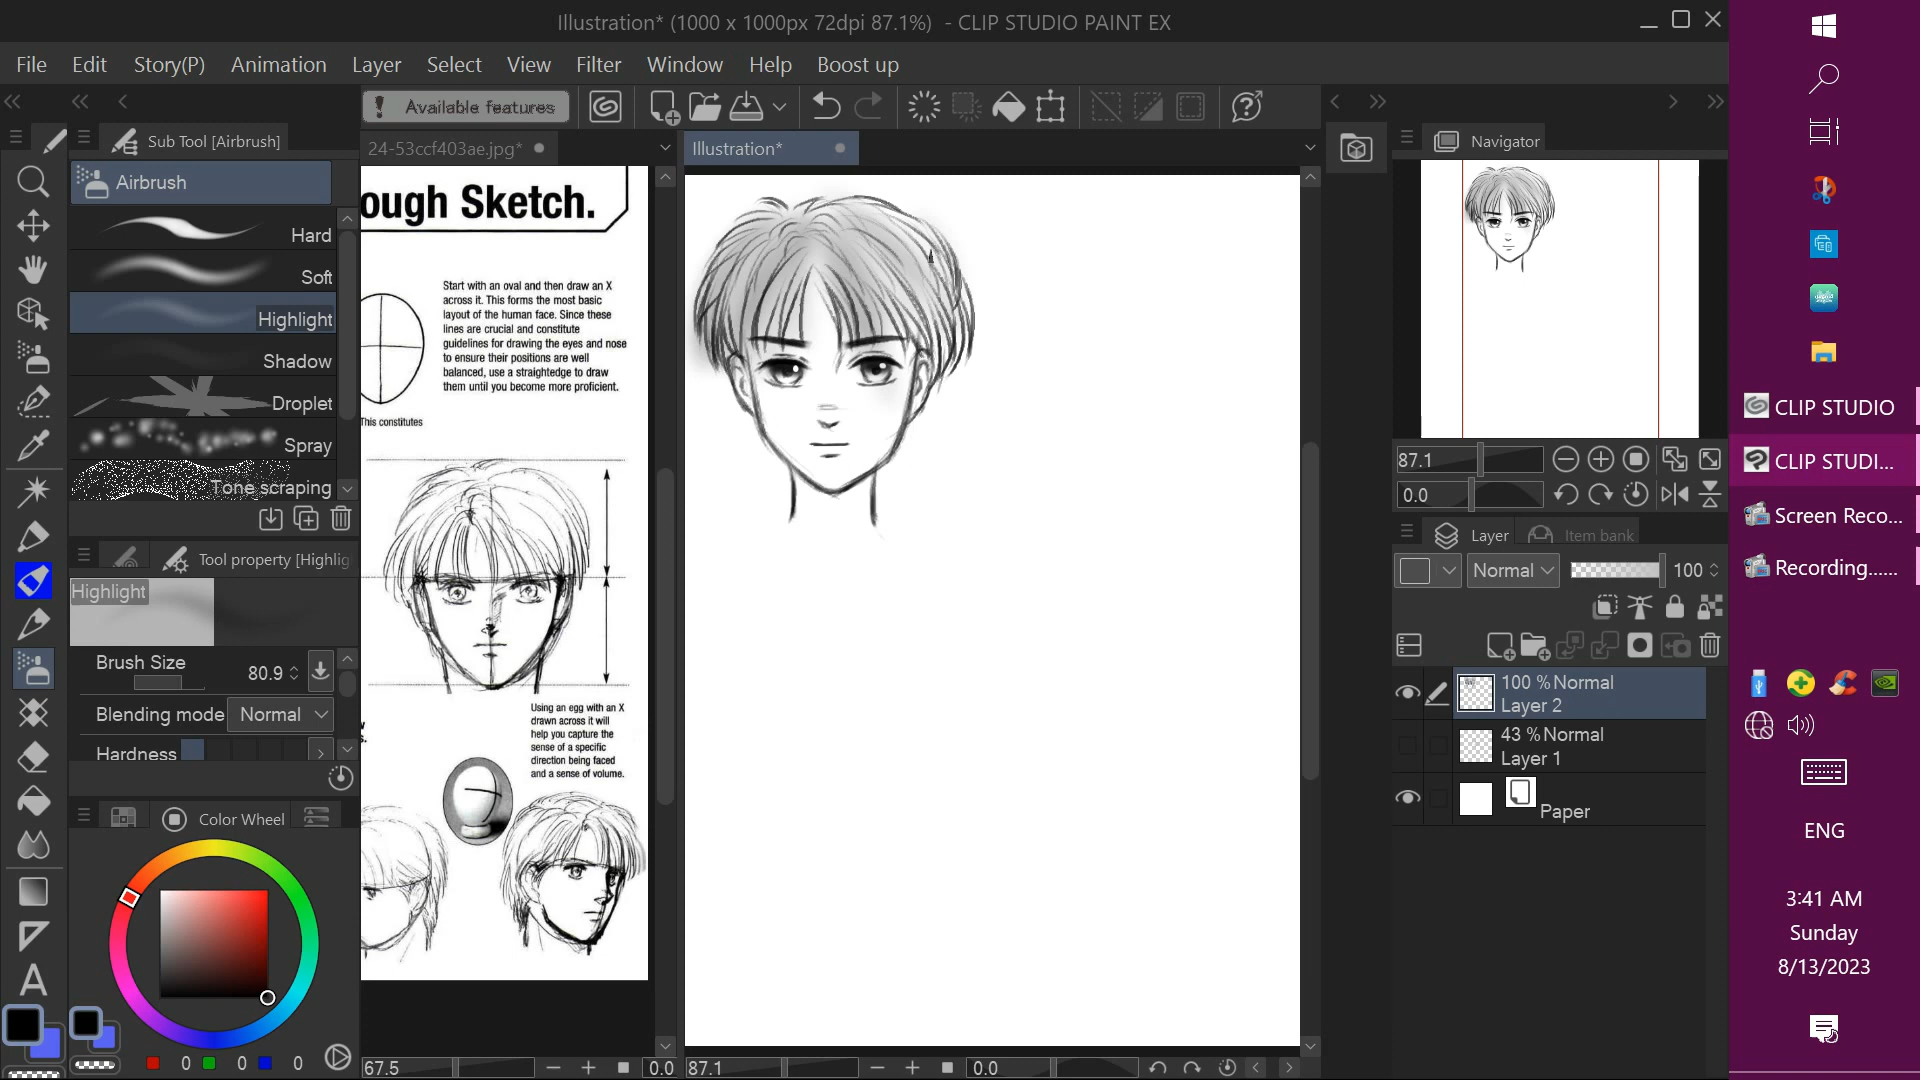 Illustration* (1000 x 1000px 72dpi 87.1%) - CLIP STUDIO PAINT EX
File Edit Story(P) Animation Layer Select View Filter Window Help Boost up
Available features
Sub Tool [Airbrush]
Airbrush
Hard
Soft
Highlight
Shadow
Droplet
Spray
Tone scraping
Tool property [Highlig
Highlight
Brush Size 80.9
Blending mode Normal
Hardness
Color Wheel
0 0 0
24-53ccf403ae.jpg*
ough Sketch.
Start with an oval and then draw an X
across it. This forms the most basic
layout of the human face. Since these
lines are crucial and constitute
guidelines for drawing the eyes and nose
to ensure their positions are well
balanced, use a straightedge to draw
them until you become more proficient.
This constitutes
Using an egg with an X
drawn across it will
help you capture the
sense of a specific
direction being faced
and a sense of volume.
67.5 0.0
Illustration*
87.1 0.0
Navigator
87.1
0.0
Layer Item bank
Normal 100
100 % Normal
Layer 2
43 % Normal
Layer 1
Paper
CLIP STUDIO
CLIP STUDI...
Screen Reco...
Recording......
ENG
3:41 AM
Sunday
8/13/2023